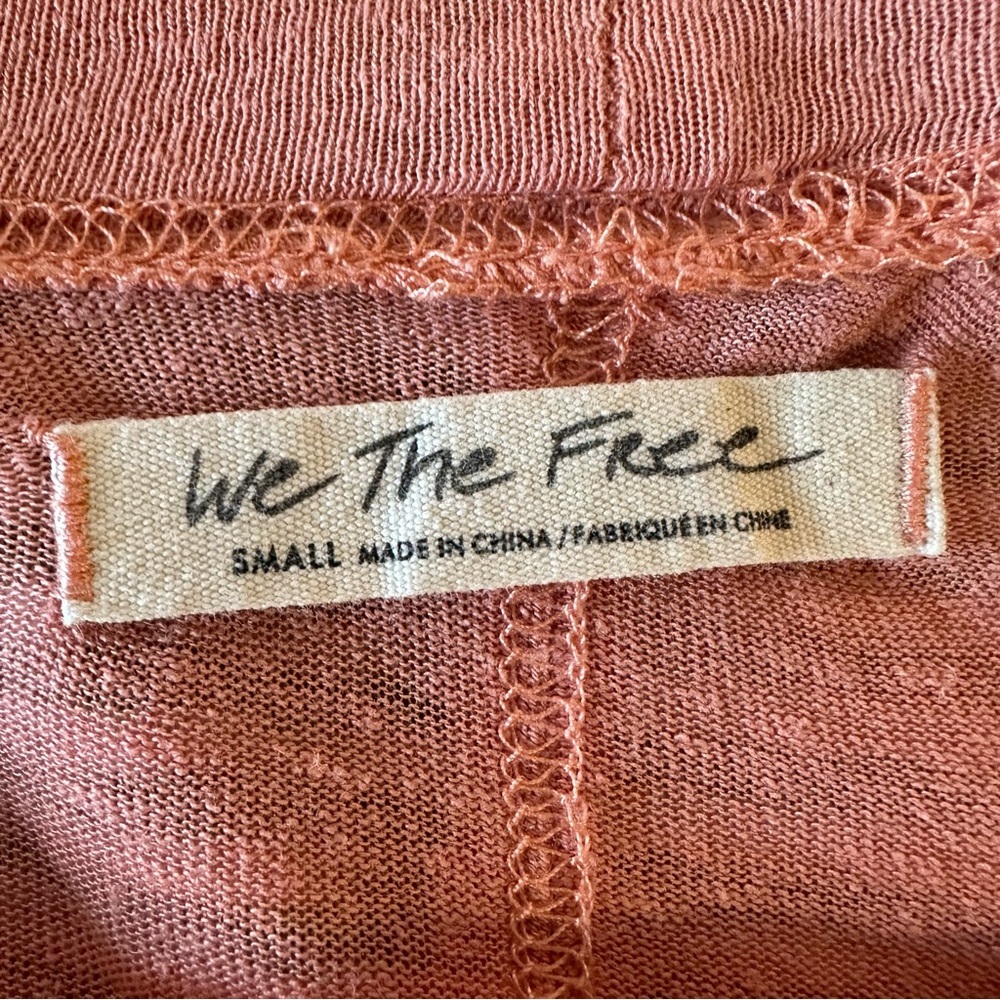 We The Free
SMALL MADE IN CHINA / FABRIQUÉ EN CHINE